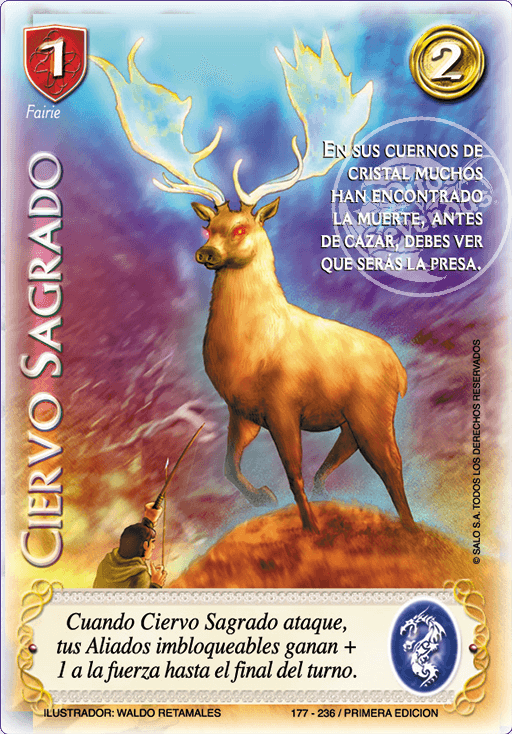 1
2
Fairie
CIERVO SAGRADO
EN SUS CUERNOS DE
CRISTAL MUCHOS
HAN ENCONTRADO
LA MUERTE, ANTES
DE CAZAR, DEBES VER
QUE SERÁS LA PRESA.
© SALO S.A. TODOS LOS DERECHOS RESERVADOS
Cuando Ciervo Sagrado ataque,
tus Aliados imbloqueables ganan +
1 a la fuerza hasta el final del turno.
ILUSTRADOR: WALDO RETAMALES
177 - 236 / PRIMERA EDICION